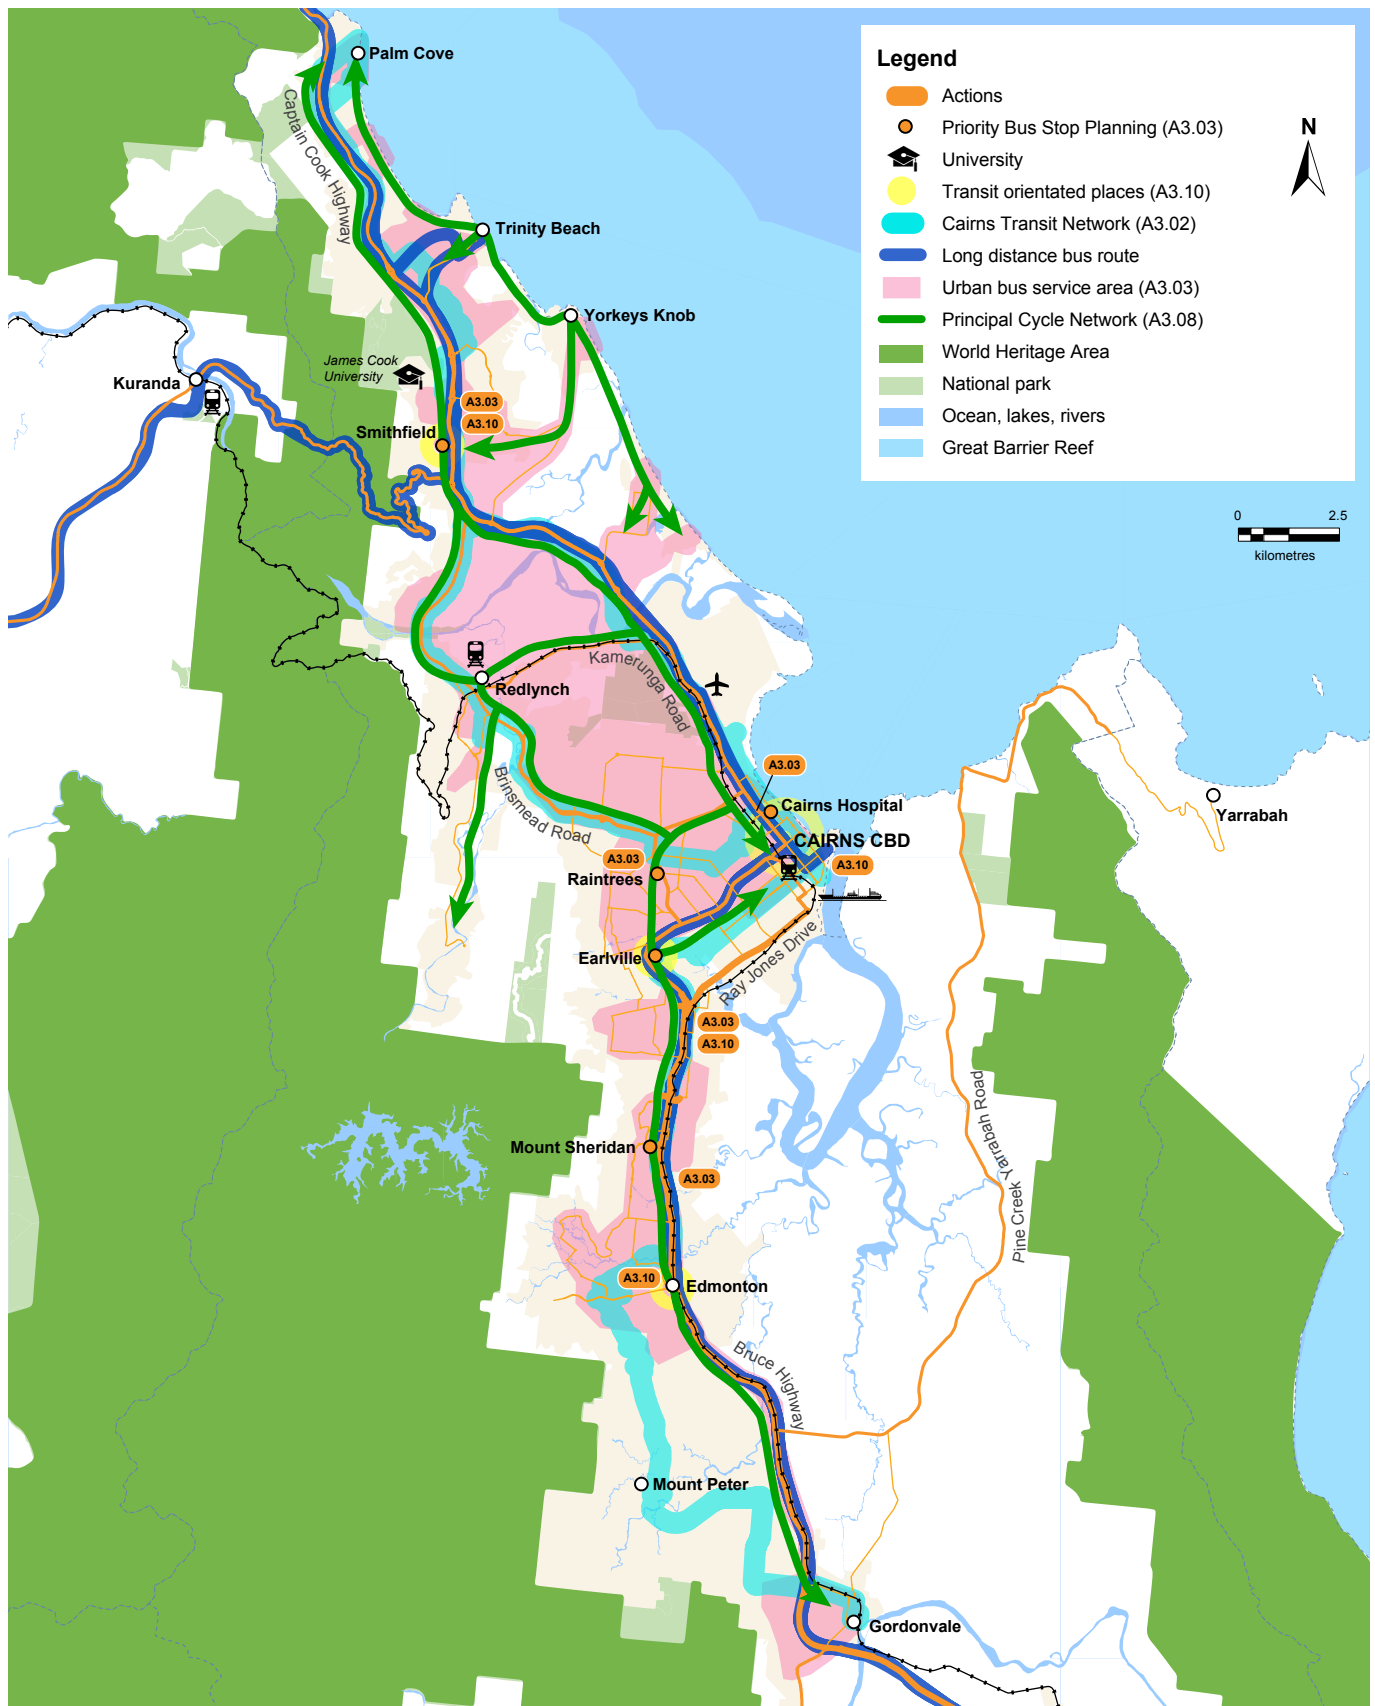 Palm Cove
Captain Cook Highway
Trinity Beach
Yorkeys Knob
James Cook
University
Kuranda
A3.03
A3.10
Smithfield
Legend
Actions
Priority Bus Stop Planning (A3.03)
University
Transit orientated places (A3.10)
Cairns Transit Network (A3.02)
Long distance bus route
Urban bus service area (A3.03)
Principal Cycle Network (A3.08)
World Heritage Area
National park
Ocean, lakes, rivers
Great Barrier Reef
N
0 2.5
kilometres
Kamerunga Road
Redlynch
Brinsmead Road
A3.03
Cairns Hospital
CAIRNS CBD
A3.10
Yarrabah
A3.03
Raintrees
Earlville
Ray Jones Drive
A3.03
A3.10
Pine Creek Yarrabah Road
Mount Sheridan
A3.03
A3.10
Edmonton
Bruce Highway
Mount Peter
Gordonvale